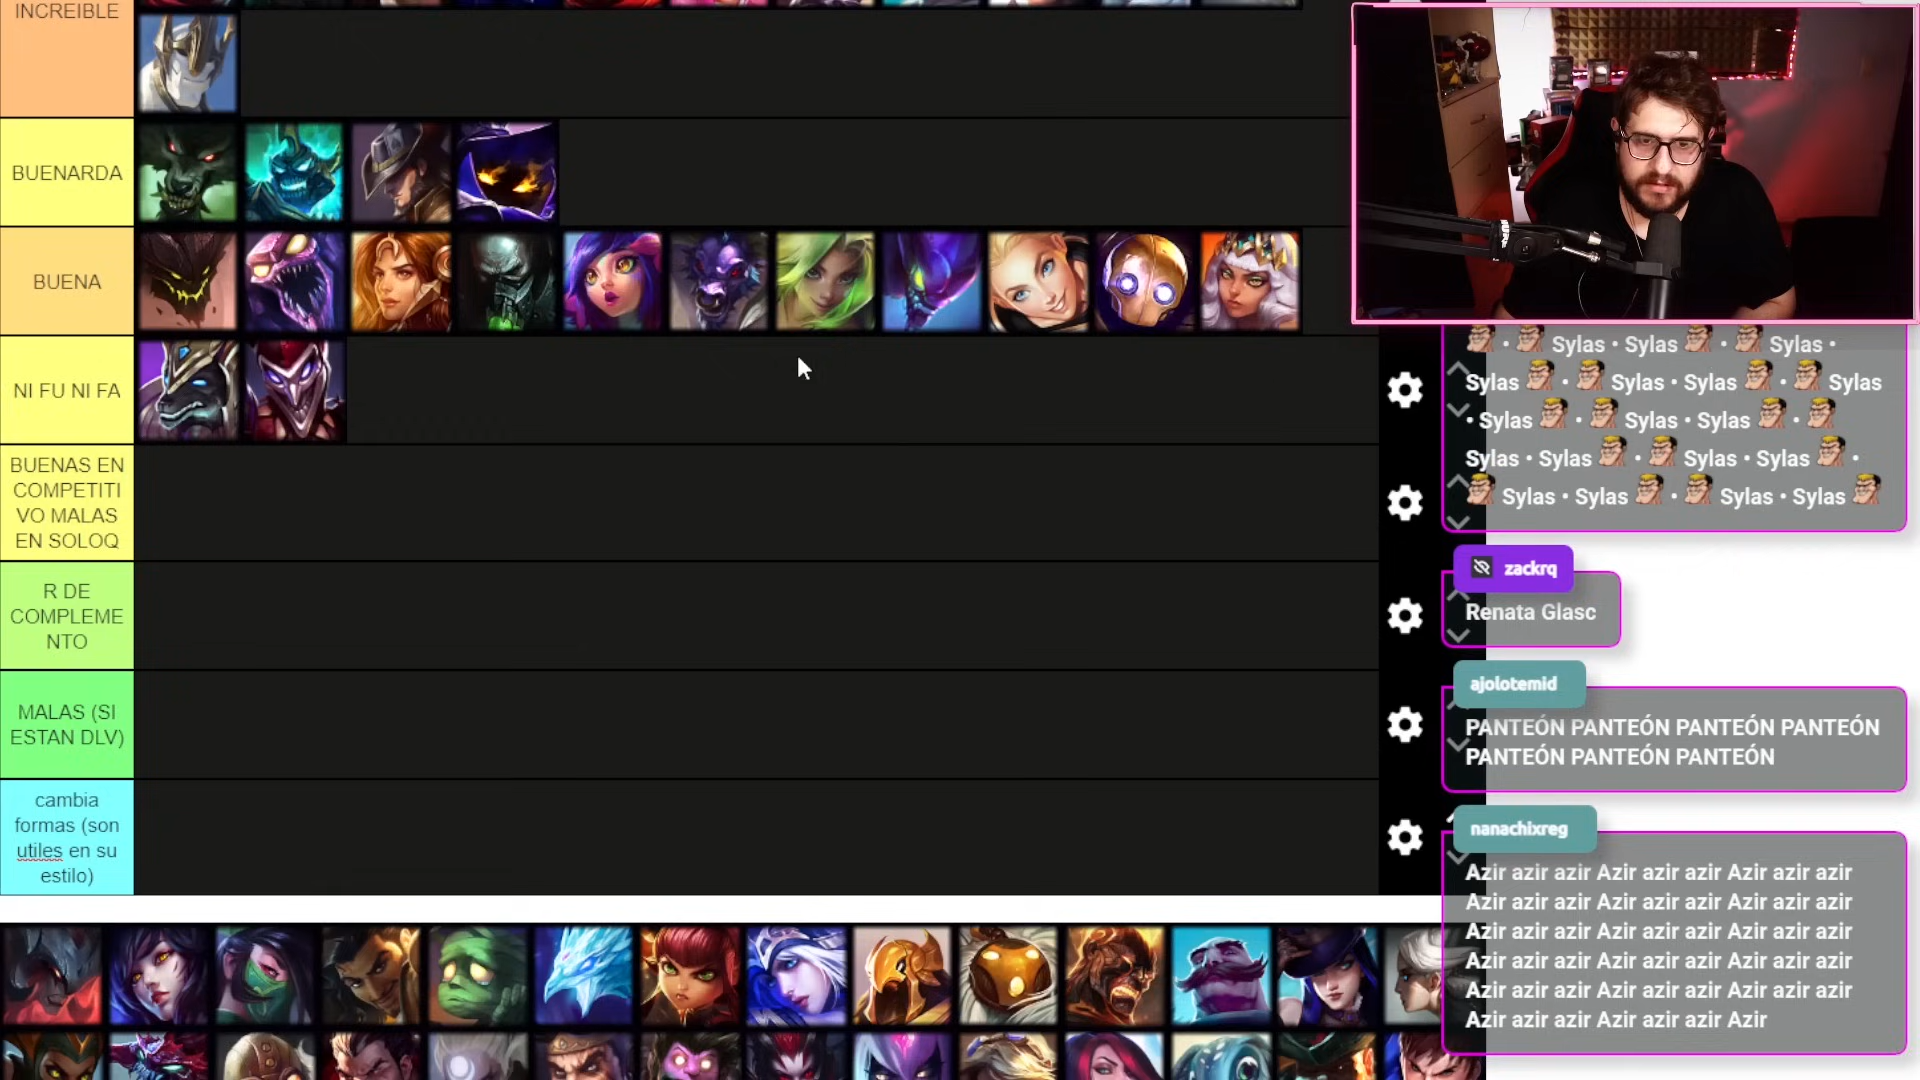 INCREIBLE
BUENARDA
BUENA
NI FU NI FA
BUENAS EN
COMPETITI
VO MALAS
EN SOLOQ
R DE
COMPLEME
NTO
MALAS (SI
ESTAN DLV)
cambia
formas (son
utiles en su
estilo)
• Sylas • Sylas • Sylas •
Sylas • Sylas • Sylas • Sylas
• Sylas • Sylas • Sylas •
Sylas • Sylas • Sylas • Sylas •
Sylas • Sylas • Sylas • Sylas
zackrq
Renata Glasc
ajolotemid
PANTEÓN PANTEÓN PANTEÓN PANTEÓN
PANTEÓN PANTEÓN PANTEÓN
nanachixreg
Azir azir azir Azir azir azir Azir azir azir
Azir azir azir Azir azir azir Azir azir azir
Azir azir azir Azir azir azir Azir azir azir
Azir azir azir Azir azir azir Azir azir azir
Azir azir azir Azir azir azir Azir azir azir
Azir azir azir Azir azir azir Azir